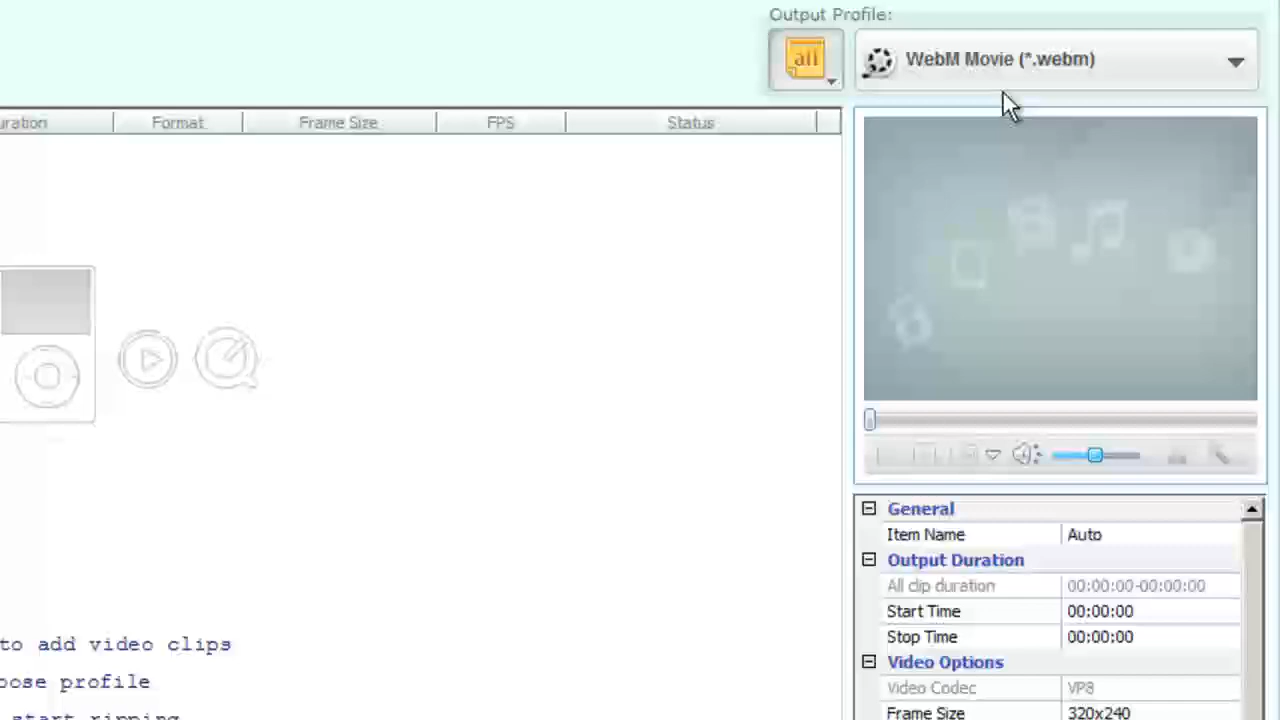 Output Profile:
all WebM Movie (*.webm)
uration Format Frame Size FPS Status
General
Item Name Auto
Output Duration
All clip duration 00:00:00-00:00:00
Start Time 00:00:00
Stop Time 00:00:00
Video Options
Video Codec VP8
Frame Size 320x240
to add video clips
oose profile
start ripping